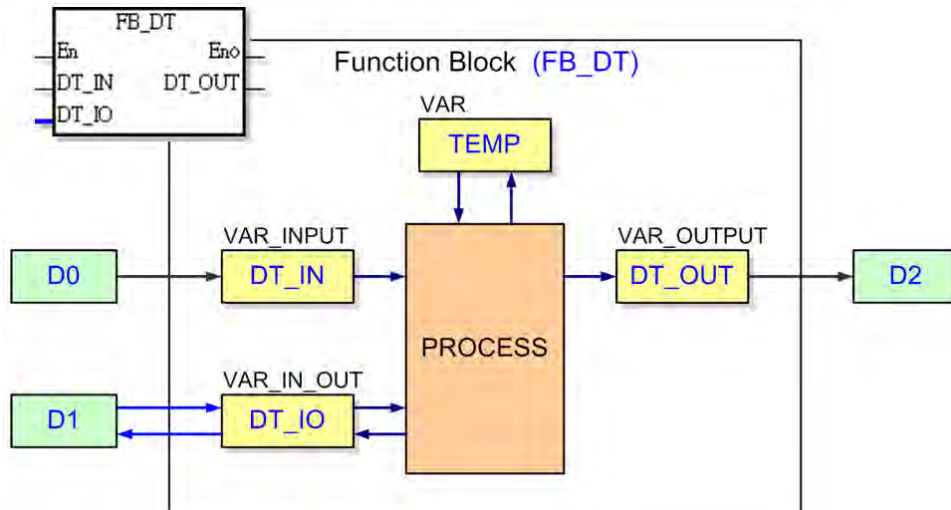 FB_DT
En
Eno
DT_IN
DT_OUT
DT_IO
Function Block (FB_DT)
VAR
TEMP
VAR_INPUT
VAR_OUTPUT
D0
DT_IN
DT_OUT
D2
PROCESS
VAR_IN_OUT
D1
DT_IO